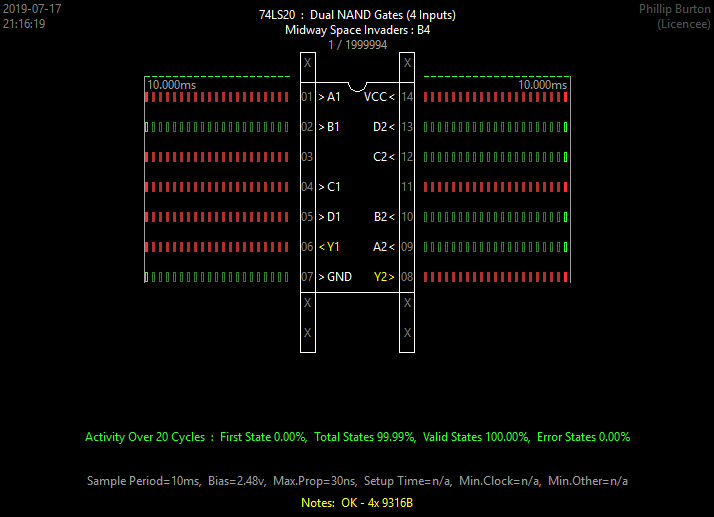 2019-07-17
21:16:19
74LS20 : Dual NAND Gates (4 Inputs)
Midway Space Invaders : B4
1 / 1999994
Phillip Burton
(Licencee)
X X
10.000ms 10.000ms
01 >A1 VCC< 14
02 >B1 D2< 13
03 C2< 12
04 >C1 11
05 >D1 B2< 10
06 <Y1 A2< 09
07 >GND Y2> 08
X X
X X
Activity Over 20 Cycles : First State 0.00%, Total States 99.99%, Valid States 100.00%, Error States 0.00%
Sample Period=10ms, Bias=2.48v, Max.Prop=30ns, Setup Time=n/a, Min.Clock=n/a, Min.Other=n/a
Notes: OK - 4x 9316B